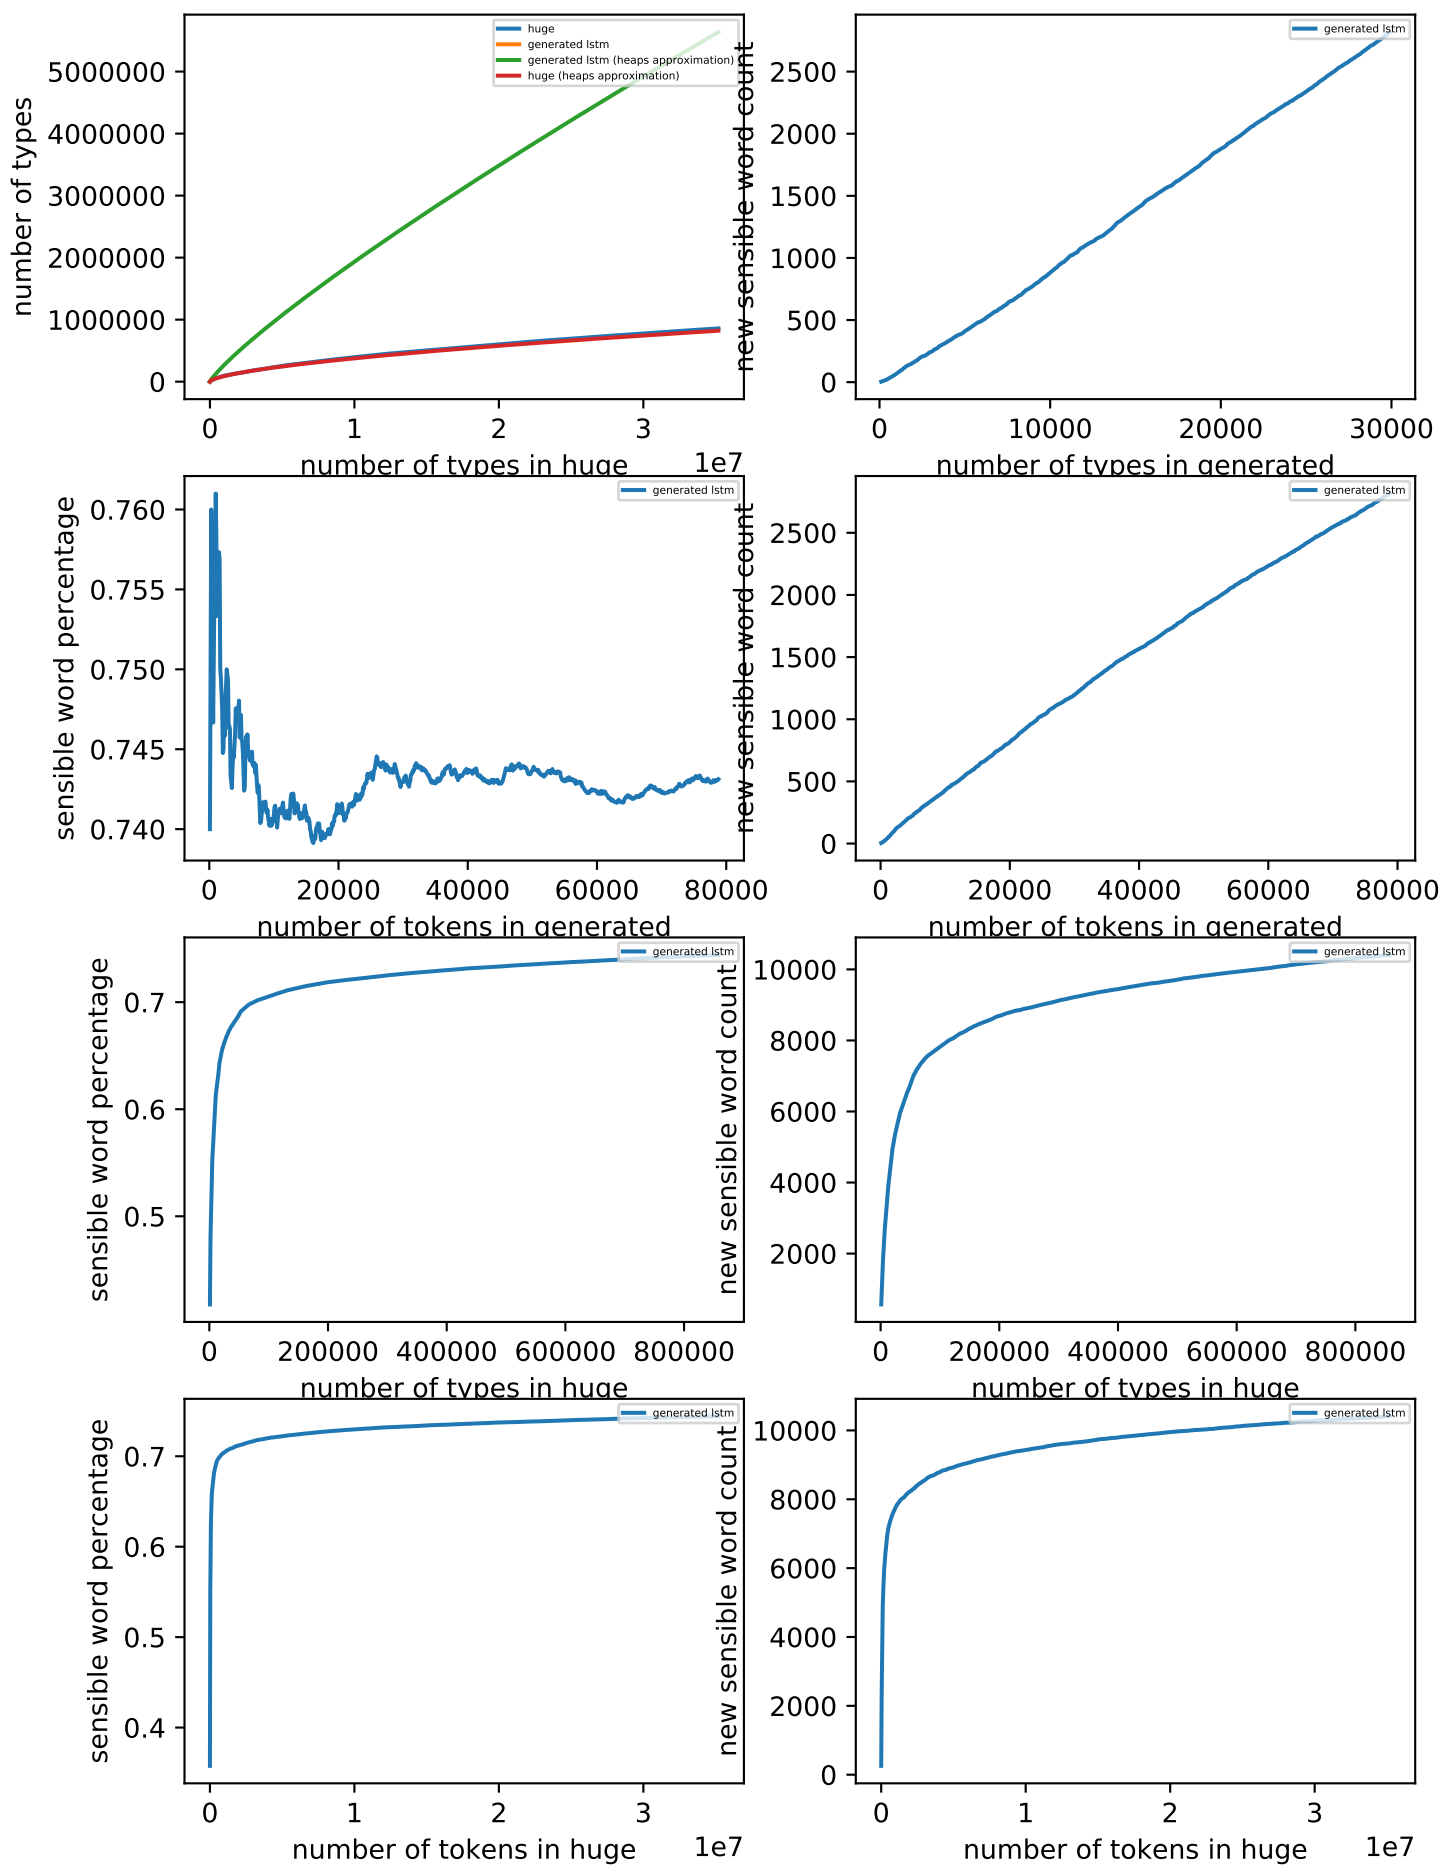 huge
generated lstm
generated lstm (heaps approximation)
huge (heaps approximation)
number of types
5000000
4000000
3000000
2000000
1000000
0
0 1 2 3
1e7
number of types in huge
generated lstm
new sensible word count
2500
2000
1500
1000
500
0
0 10000 20000 30000
number of types in generated
generated lstm
sensible word percentage
0.760
0.755
0.750
0.745
0.740
0 20000 40000 60000 80000
number of tokens in generated
generated lstm
new sensible word count
2500
2000
1500
1000
500
0
0 20000 40000 60000 80000
number of tokens in generated
generated lstm
sensible word percentage
0.7
0.6
0.5
0 200000 400000 600000 800000
number of types in huge
generated lstm
new sensible word count
10000
8000
6000
4000
2000
0 200000 400000 600000 800000
number of types in huge
generated lstm
sensible word percentage
0.7
0.6
0.5
0.4
0 1 2 3
1e7
number of tokens in huge
generated lstm
new sensible word count
10000
8000
6000
4000
2000
0
0 1 2 3
1e7
number of tokens in huge